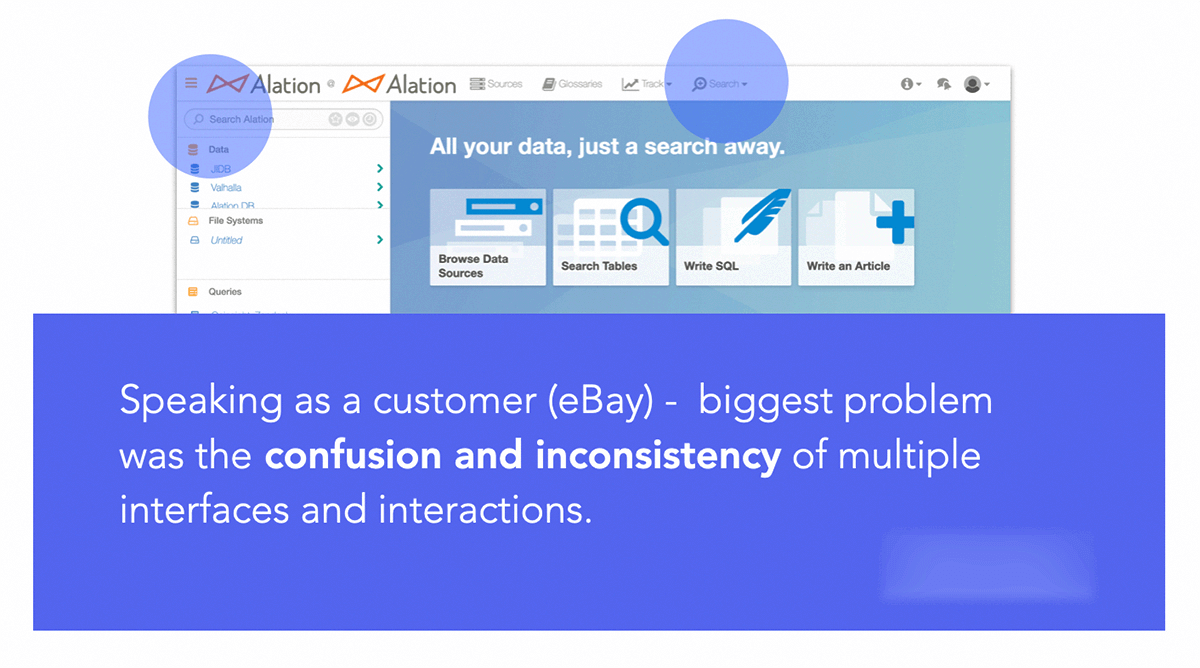 Alation @ Alation Sources Glossaries Track Search
Search Alation
Data
JIDB
Valhalla
Alation DB
File Systems
Untitled
Queries
All your data, just a search away.
Browse Data
Sources
Search Tables
Write SQL
Write an Article
Speaking as a customer (eBay) - biggest problem
was the confusion and inconsistency of multiple
interfaces and interactions.